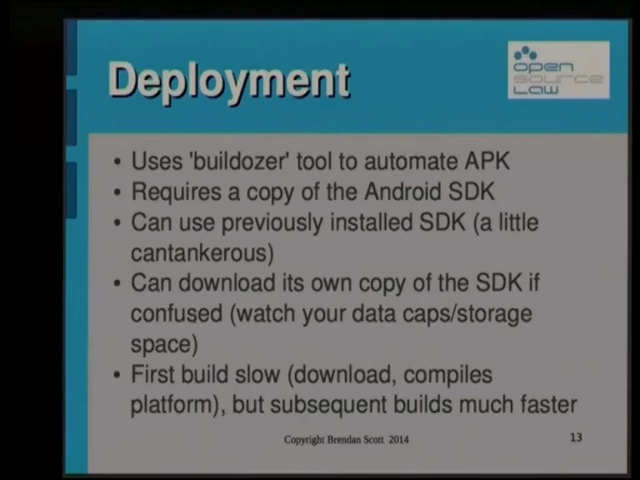 Deployment
open
source
Law
• Uses 'buildozer' tool to automate APK
• Requires a copy of the Android SDK
• Can use previously installed SDK (a little
cantankerous)
• Can download its own copy of the SDK if
confused (watch your data caps/storage
space)
• First build slow (download, compiles
platform), but subsequent builds much faster
Copyright Brendan Scott 2014
13